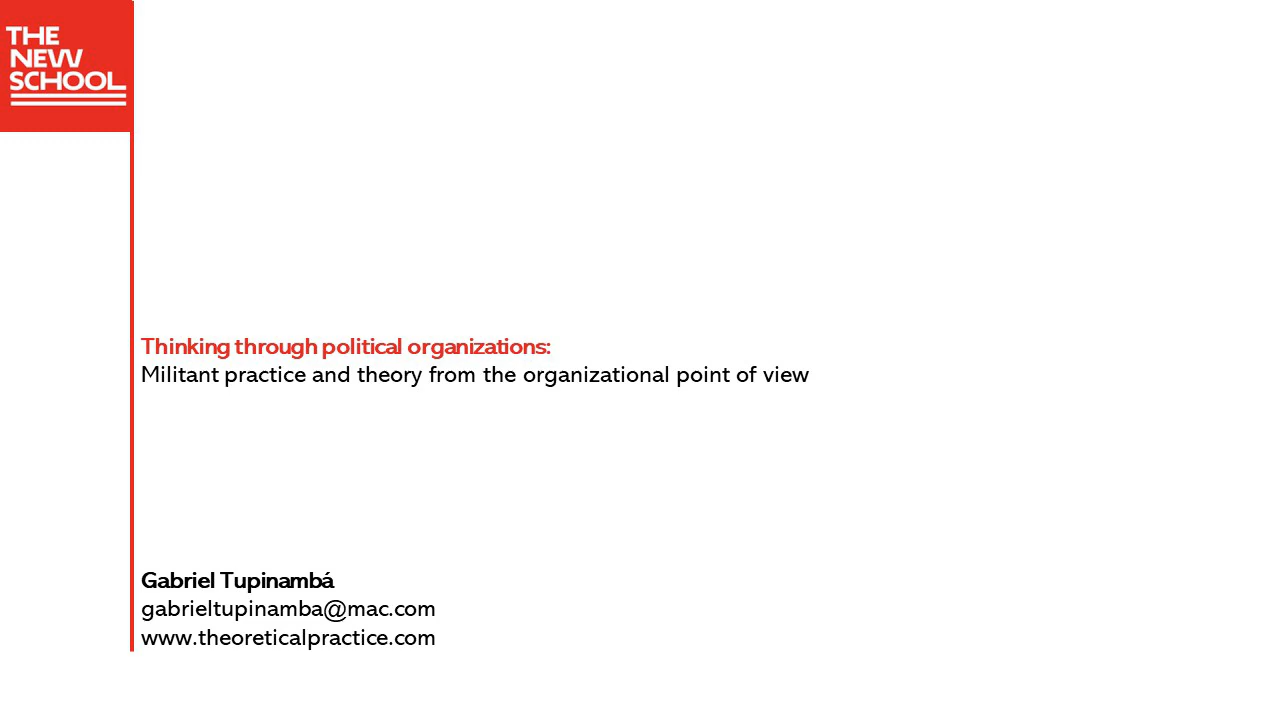 THE
NEW
SCHOOL
Thinking through political organizations:
Militant practice and theory from the organizational point of view
Gabriel Tupinambá
gabrieltupinamba@mac.com
www.theoreticalpractice.com